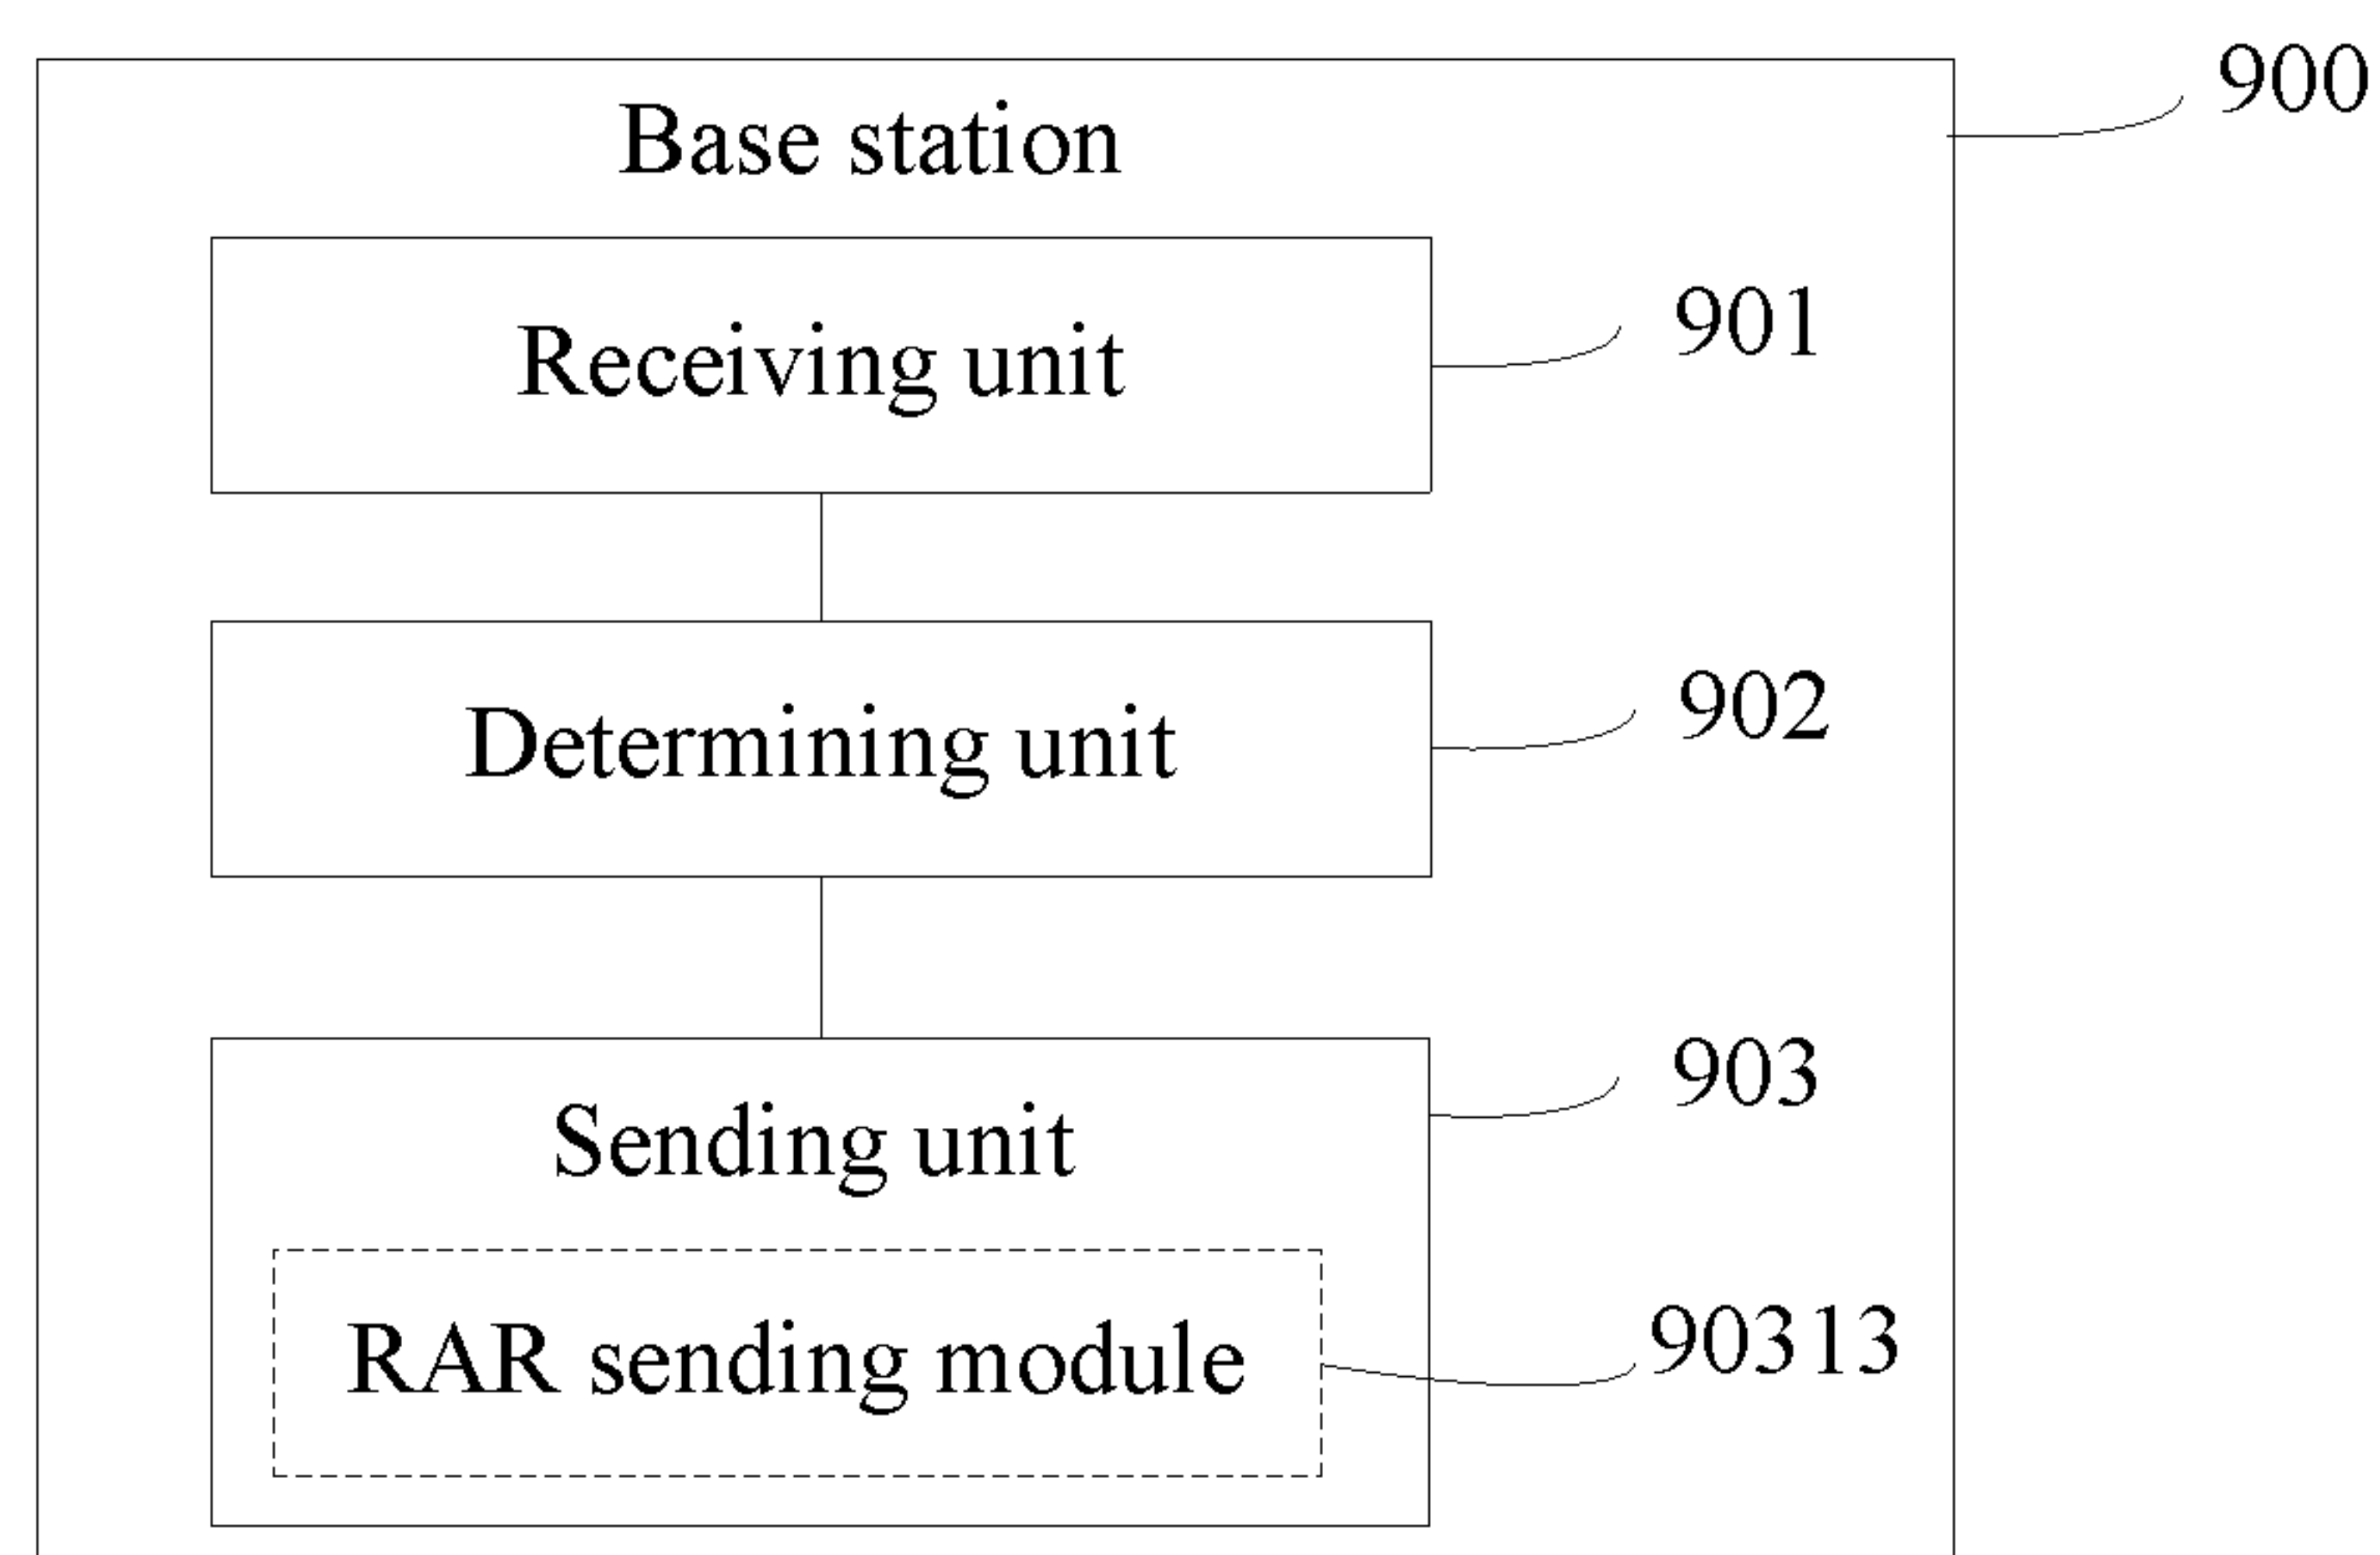 900
Base station
Receiving unit
901
Determining unit
902
Sending unit
903
RAR sending module
90313